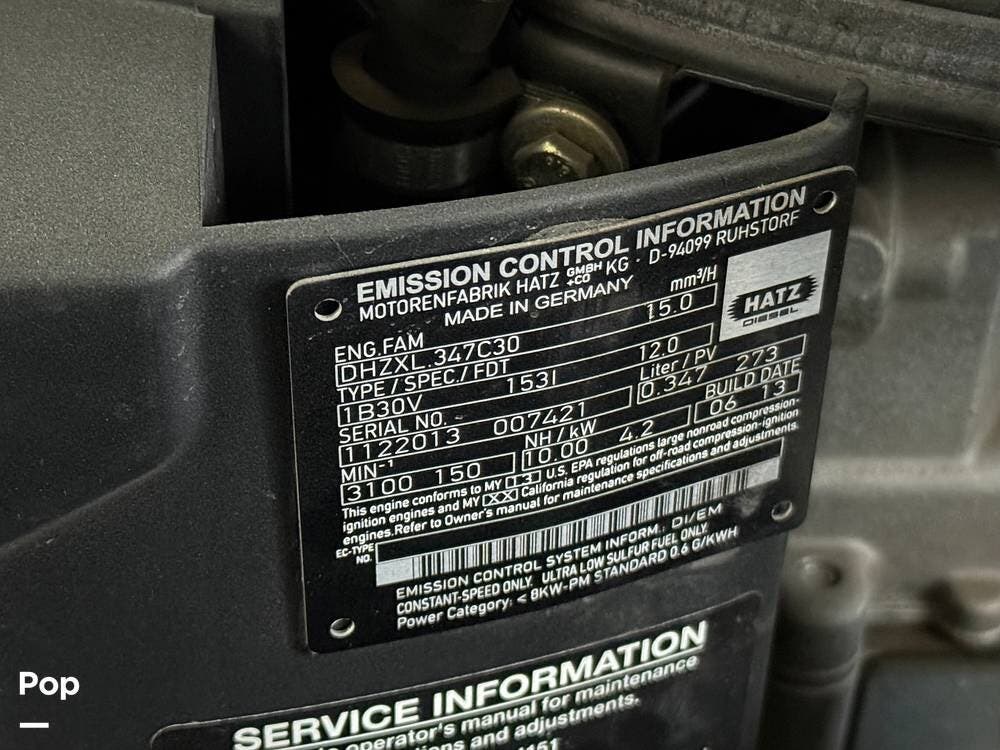 EMISSION CONTROL INFORMATION
MOTORENFABRIK HATZ GMBH +CO KG · D-94099 RUHSTORF
MADE IN GERMANY
HATZ
DIESEL
ENG.FAM mm³/H
DHZXL.347C30 15.0
TYPE / SPEC./ FDT 12.0 Liter / PV
1B30V 153I 0.347 273
SERIAL NO. BUILD DATE
1122013 007421 06 13
MIN⁻¹ NH / kW
3100 150 10.00 4.2
This engine conforms to MY 13 U.S. EPA regulations large nonroad compression-
ignition engines and MY XX California regulation for off-road compression-ignition
engines. Refer to Owner's manual for maintenance specifications and adjustments.
EC-TYPE
NO.
EMISSION CONTROL SYSTEM INFORM.: DI/EM
CONSTANT-SPEED ONLY. ULTRA LOW SULFUR FUEL ONLY.
Power Category: < 8KW-PM STANDARD 0.6 G/KWH
SERVICE INFORMATION
operator's manual for maintenance
and adjustments.
Pop